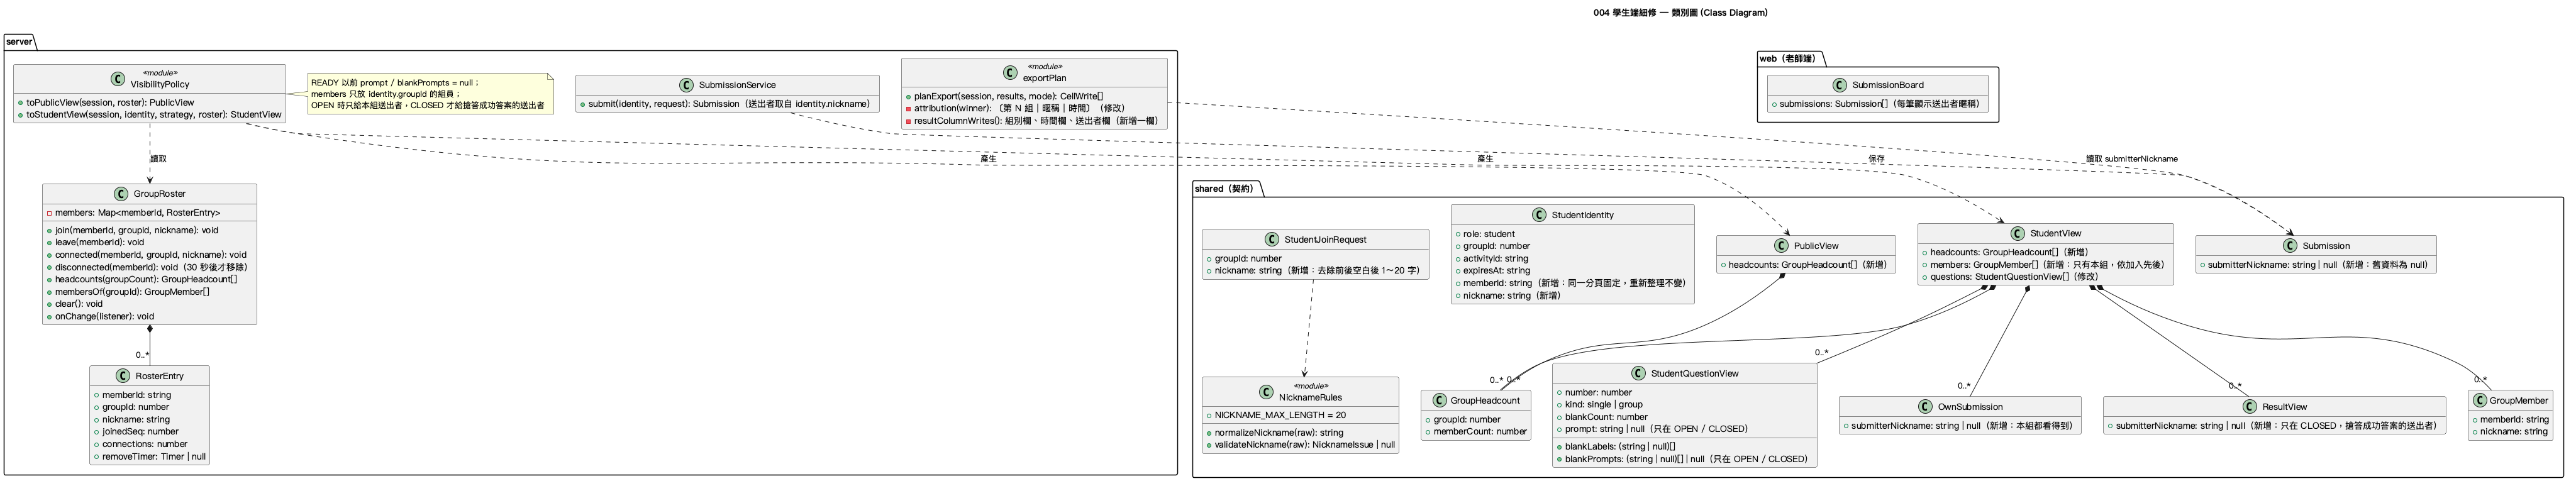 004 學生端細修 — 類別圖 (Class Diagram)
server
«module»
VisibilityPolicy
toPublicView(session, roster): PublicView
toStudentView(session, identity, strategy, roster): StudentView
READY 以前 prompt / blankPrompts = null；
members 只放 identity.groupId 的組員；
OPEN 時只給本組送出者，CLOSED 才給搶答成功答案的送出者
SubmissionService
submit(identity, request): Submission（送出者取自 identity.nickname）
«module»
exportPlan
planExport(session, results, mode): CellWrite[]
attribution(winner): 〔第 N 組｜暱稱｜時間〕（修改）
resultColumnWrites(): 組別欄、時間欄、送出者欄（新增一欄）
web（老師端）
SubmissionBoard
submissions: Submission[]（每筆顯示送出者暱稱）
讀取
產生
產生
保存
讀取 submitterNickname
GroupRoster
members: Map<memberId, RosterEntry>
join(memberId, groupId, nickname): void
leave(memberId): void
connected(memberId, groupId, nickname): void
disconnected(memberId): void（30 秒後才移除）
headcounts(groupCount): GroupHeadcount[]
membersOf(groupId): GroupMember[]
clear(): void
onChange(listener): void
0..*
RosterEntry
memberId: string
groupId: number
nickname: string
joinedSeq: number
connections: number
removeTimer: Timer | null
shared（契約）
StudentJoinRequest
groupId: number
nickname: string（新增：去除前後空白後 1～20 字）
StudentIdentity
role: student
groupId: number
activityId: string
expiresAt: string
memberId: string（新增：同一分頁固定，重新整理不變）
nickname: string（新增）
PublicView
headcounts: GroupHeadcount[]（新增）
StudentView
headcounts: GroupHeadcount[]（新增）
members: GroupMember[]（新增：只有本組，依加入先後）
questions: StudentQuestionView[]（修改）
Submission
submitterNickname: string | null（新增：舊資料為 null）
«module»
NicknameRules
NICKNAME_MAX_LENGTH = 20
normalizeNickname(raw): string
validateNickname(raw): NicknameIssue | null
0..*
0..*
GroupHeadcount
groupId: number
memberCount: number
0..*
StudentQuestionView
number: number
kind: single | group
blankCount: number
prompt: string | null（只在 OPEN / CLOSED）
blankLabels: (string | null)[]
blankPrompts: (string | null)[] | null（只在 OPEN / CLOSED）
0..*
OwnSubmission
submitterNickname: string | null（新增：本組都看得到）
0..*
ResultView
submitterNickname: string | null（新增：只在 CLOSED，搶答成功答案的送出者）
0..*
GroupMember
memberId: string
nickname: string